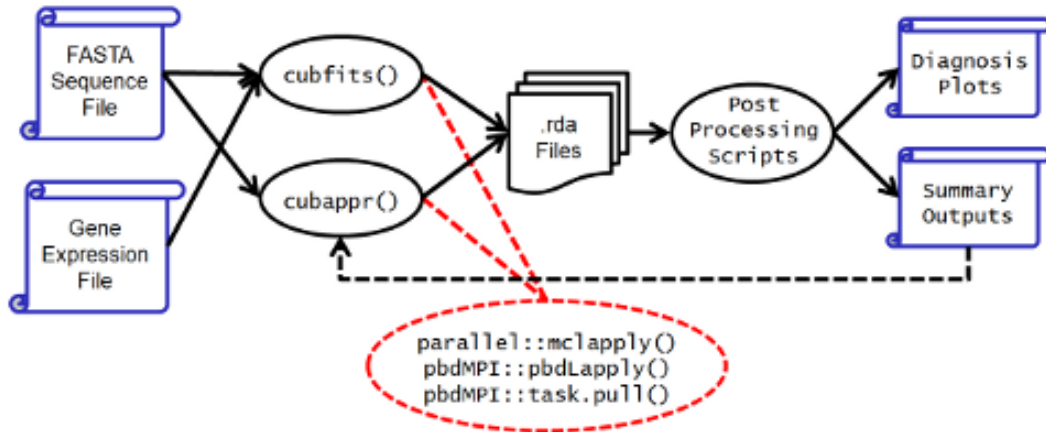 FASTA
Sequence
File
Gene
Expression
File
cubfits()
cubappr()
.rda
Files
Post
Processing
Scripts
Diagnosis
Plots
Summary
Outputs
parallel::mclapply()
pbdMPI::pbdLapply()
pbdMPI::task.pull()